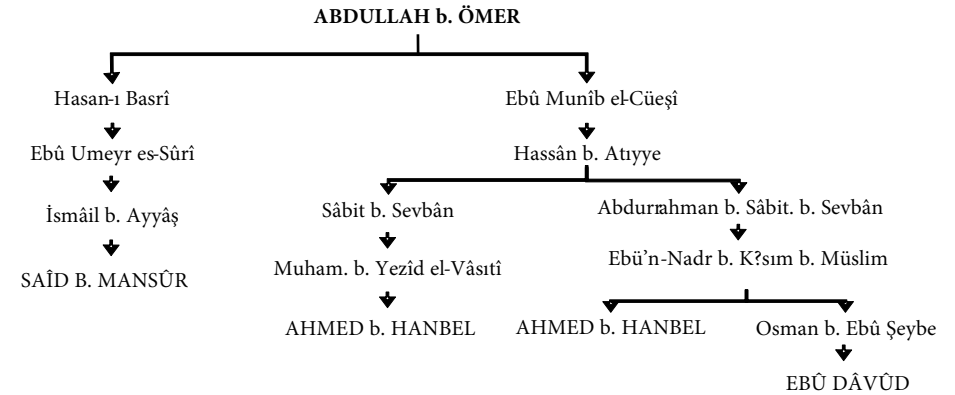 ABDULLAH b. ÖMER
Hasan-ı Basrî
Ebû Munîb el-Cüeşî
Ebû Umeyr es-Sûrî
Hassân b. Atıyye
İsmâil b. Ayyâş
Sâbit b. Sevbân
Abdurrahman b. Sâbit. b. Sevbân
SAÎD B. MANSÛR
Muham. b. Yezîd el-Vâsıtî
Ebü’n-Nadr b. K?sım b. Müslim
AHMED b. HANBEL
AHMED b. HANBEL
Osman b. Ebû Şeybe
EBÛ DÂVÛD